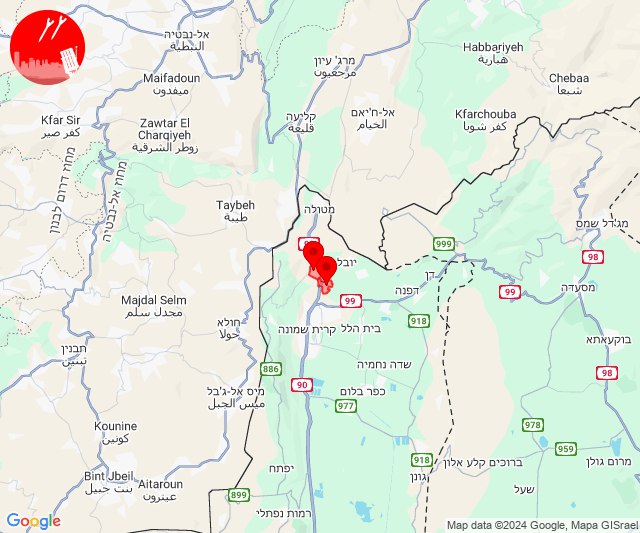 אל-נבטיה
النبطية
Maifadoun
ميفدون
Kfar Sir
كفر صير
Zawtar El
Charqiyeh
زوطر الشرقية
מחוז דרום לבנון
מחוז אל-נבטיה
מרג' עיון
مرجعيون
Habbariyeh
هبارية
Chebaa
شبعا
קליעה
قليعة
אל-ח'יאם
الخيام
Kfarchouba
كفر شوبا
Taybeh
طيبة
מטולה
מג'דל שמס
999
98
יובל
דן
דפנה
99
99
מסעדה
Majdal Selm
مجدل سلم
חולא
حولا
קרית שמונה
בית הלל
918
בוקעאתא
תבנין
تبنين
886
שדה נחמיה
98
מיס אל-ג'בל
ميس الجبل
90
כפר בלום
977
Kounine
كونين
978
918
959
Bint Jbeil
بنت جبيل
Aitaroun
عيترون
יפתח
ברוכים קלע אלון
מרום גולן
גונן
899
רמות נפתלי
שעל
Google
Map data ©2024 Google, Mapa GISrael